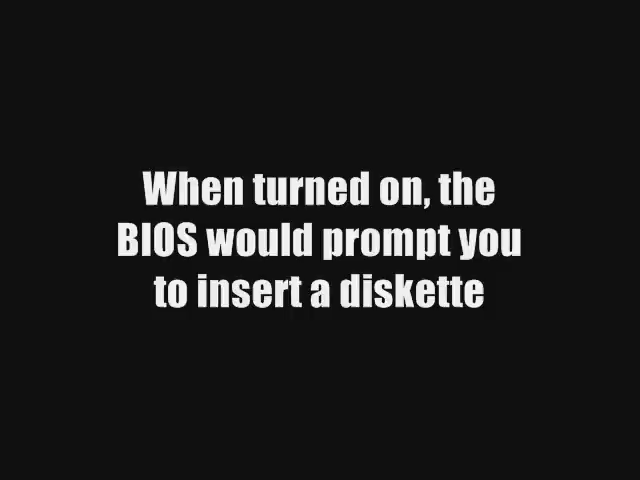 When turned on, the
BIOS would prompt you
to insert a diskette